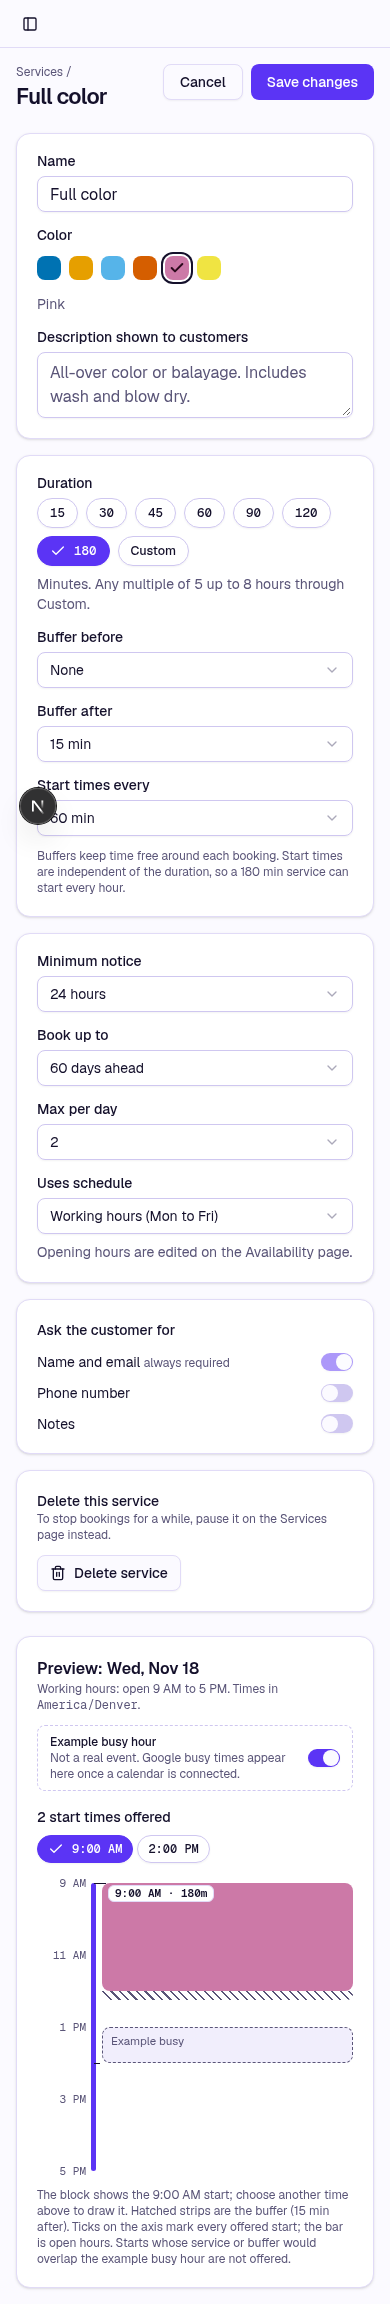 Services /
Full color
Cancel
Save changes
Name
Full color
Color
Pink
Description shown to customers
All-over color or balayage. Includes
wash and blow dry.
Duration
15
30
45
60
90
120
180
Custom
Minutes. Any multiple of 5 up to 8 hours through
Custom.
Buffer before
None
Buffer after
15 min
Start times every
N
60 min
Buffers keep time free around each booking. Start times
are independent of the duration, so a 180 min service can
start every hour.
Minimum notice
24 hours
Book up to
60 days ahead
Max per day
2
Uses schedule
Working hours (Mon to Fri)
Opening hours are edited on the Availability page.
Ask the customer for
Name and email always required
Phone number
Notes
Delete this service
To stop bookings for a while, pause it on the Services
page instead.
Delete service
Preview: Wed, Nov 18
Working hours: open 9 AM to 5 PM. Times in
America/Denver.
Example busy hour
Not a real event. Google busy times appear
here once a calendar is connected.
2 start times offered
9:00 AM
2:00 PM
9 AM
9:00 AM · 180m
11 AM
1 PM
Example busy
3 PM
5 PM
The block shows the 9:00 AM start; choose another time
above to draw it. Hatched strips are the buffer (15 min
after). Ticks on the axis mark every offered start; the bar
is open hours. Starts whose service or buffer would
overlap the example busy hour are not offered.